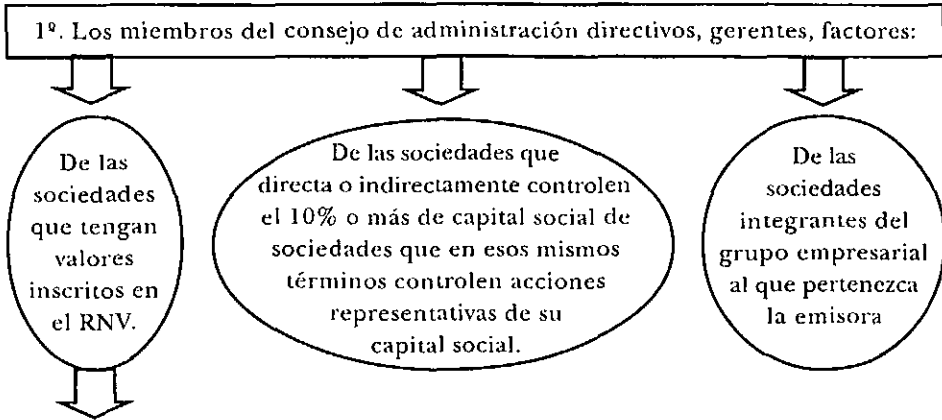 1º. Los miembros del consejo de administración directivos, gerentes, factores:
De las
sociedades
que tengan
valores
inscritos en
el RNV.
De las sociedades que
directa o indirectamente controlen
el 10% o más de capital social de
sociedades que en esos mismos
términos controlen acciones
representativas de su
capital social.
De las
sociedades
integrantes del
grupo empresarial
al que pertenezca
la emisora